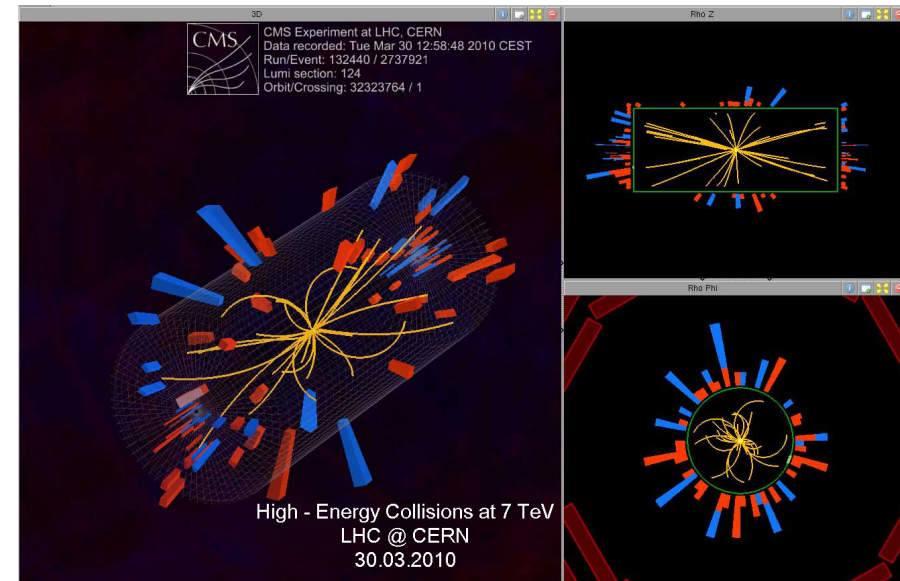 3D
CMS
CMS Experiment at LHC, CERN
Data recorded: Tue Mar 30 12:58:48 2010 CEST
Run/Event: 132440 / 2737921
Lumi section: 124
Orbit/Crossing: 32323764 / 1
High - Energy Collisions at 7 TeV
LHC @ CERN
30.03.2010
Rho Z
Rho Phi